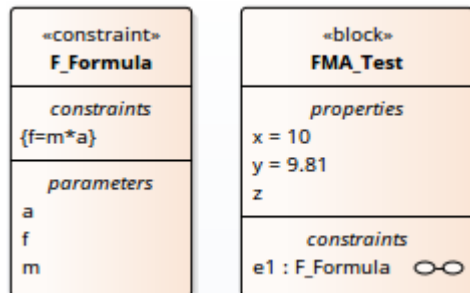 «constraint»
F_Formula
constraints
{f=m*a}
parameters
a
f
m
«block»
FMA_Test
properties
x = 10
y = 9.81
z
constraints
e1 : F_Formula